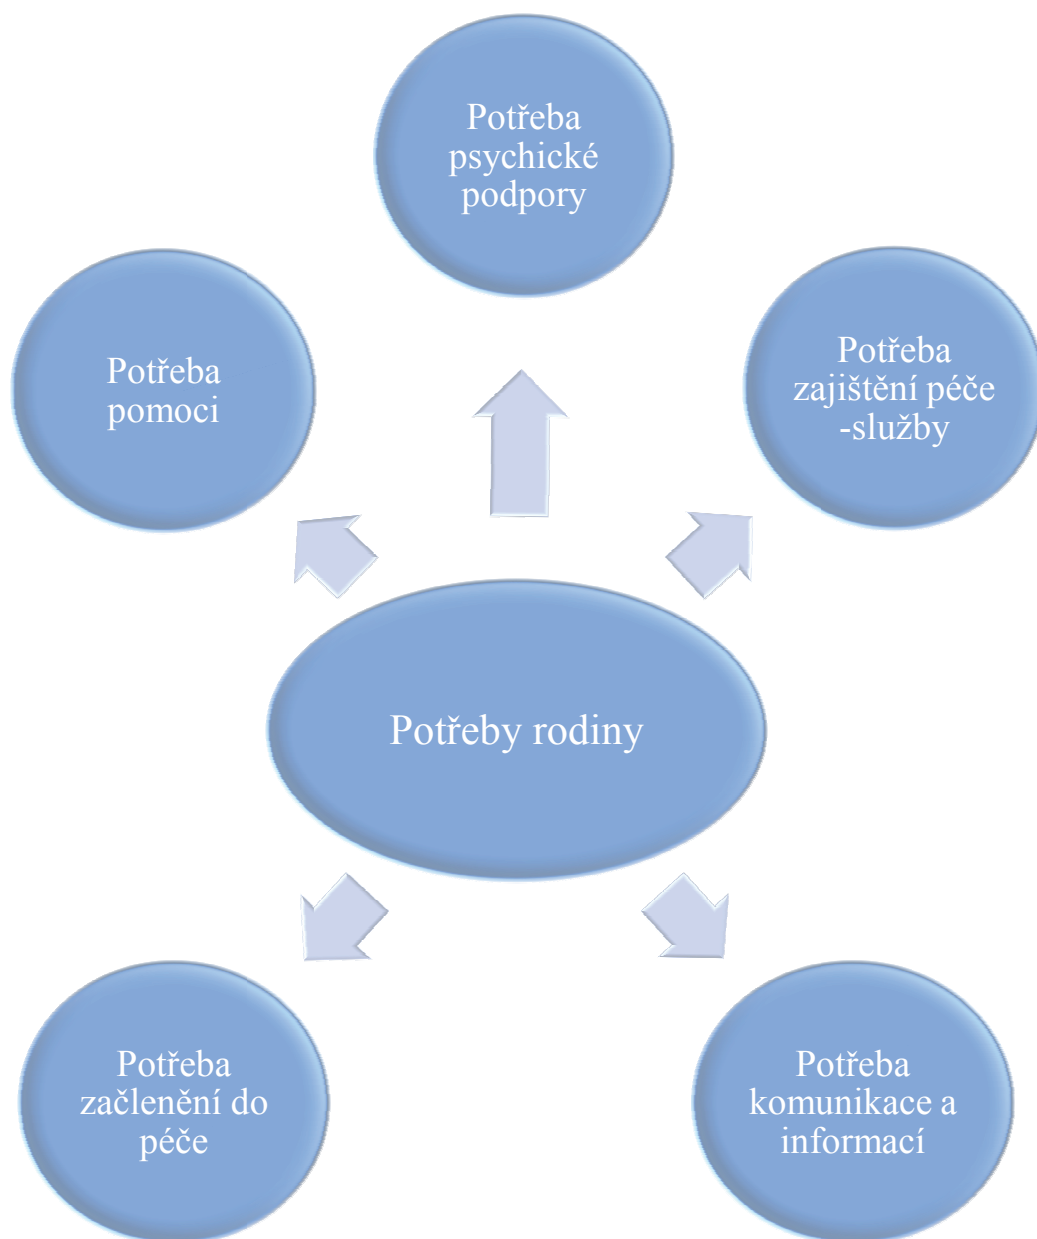 Potřeba
psychické
podpory
Potřeba
pomoci
Potřeba
zajištění péče
-služby
Potřeby rodiny
Potřeba
začlenění do
péče
Potřeba
komunikace a
informací